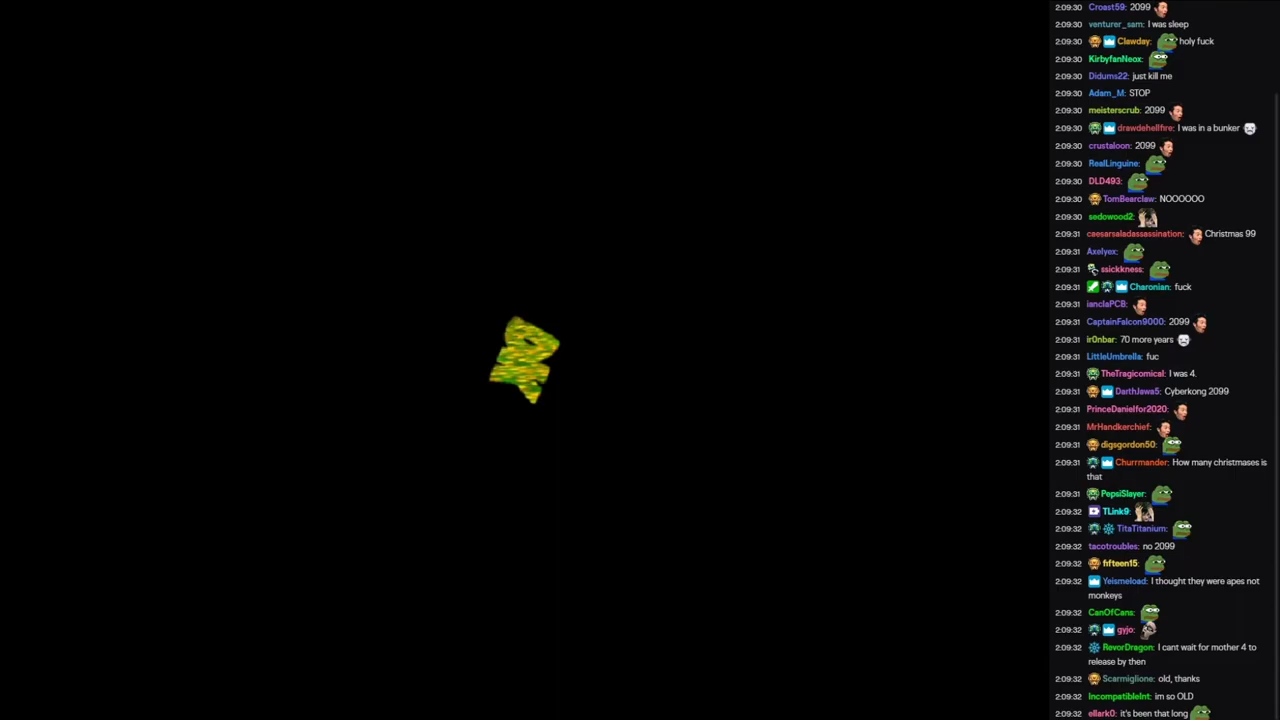 2:09:30 Croast59: 2099
2:09:30 venturer_sam: I was sleep
2:09:30 Clawday: holy fuck
2:09:30 KirbyfanNeox:
2:09:30 Didums22: just kill me
2:09:30 Adam_M: STOP
2:09:30 meisterscrub: 2099
2:09:30 drawdehellfire: I was in a bunker
2:09:30 crustaloon: 2099
2:09:30 RealLinguine:
2:09:30 DLD493:
2:09:30 TomBearclaw: NOOOOOO
2:09:30 sedowood2:
2:09:31 caesarsaladassassination: Christmas 99
2:09:31 Axelyex:
2:09:31 ssickkness:
2:09:31 Charonian: fuck
2:09:31 ianclaPCB:
2:09:31 CaptainFalcon9000: 2099
2:09:31 ir0nbar: 70 more years
2:09:31 LittleUmbrella: fuc
2:09:31 TheTragicomical: I was 4.
2:09:31 DarthJawa5: Cyberkong 2099
2:09:31 PrinceDanielfor2020:
2:09:31 MrHandkerchief:
2:09:31 digsgordon50:
2:09:31 Churrmander: How many christmases is
that
2:09:31 PepsiSlayer:
2:09:32 TLink9:
2:09:32 TitaTitanium:
2:09:32 tacotroubles: no 2099
2:09:32 fifteen15:
2:09:32 Yeismeload: I thought they were apes not
monkeys
2:09:32 CanOfCans:
2:09:32 gyjo:
2:09:32 RevorDragon: I cant wait for mother 4 to
release by then
2:09:32 Scarmiglione: old, thanks
2:09:32 IncompatibleInt: im so OLD
2:09:32 ellark0: it's been that long